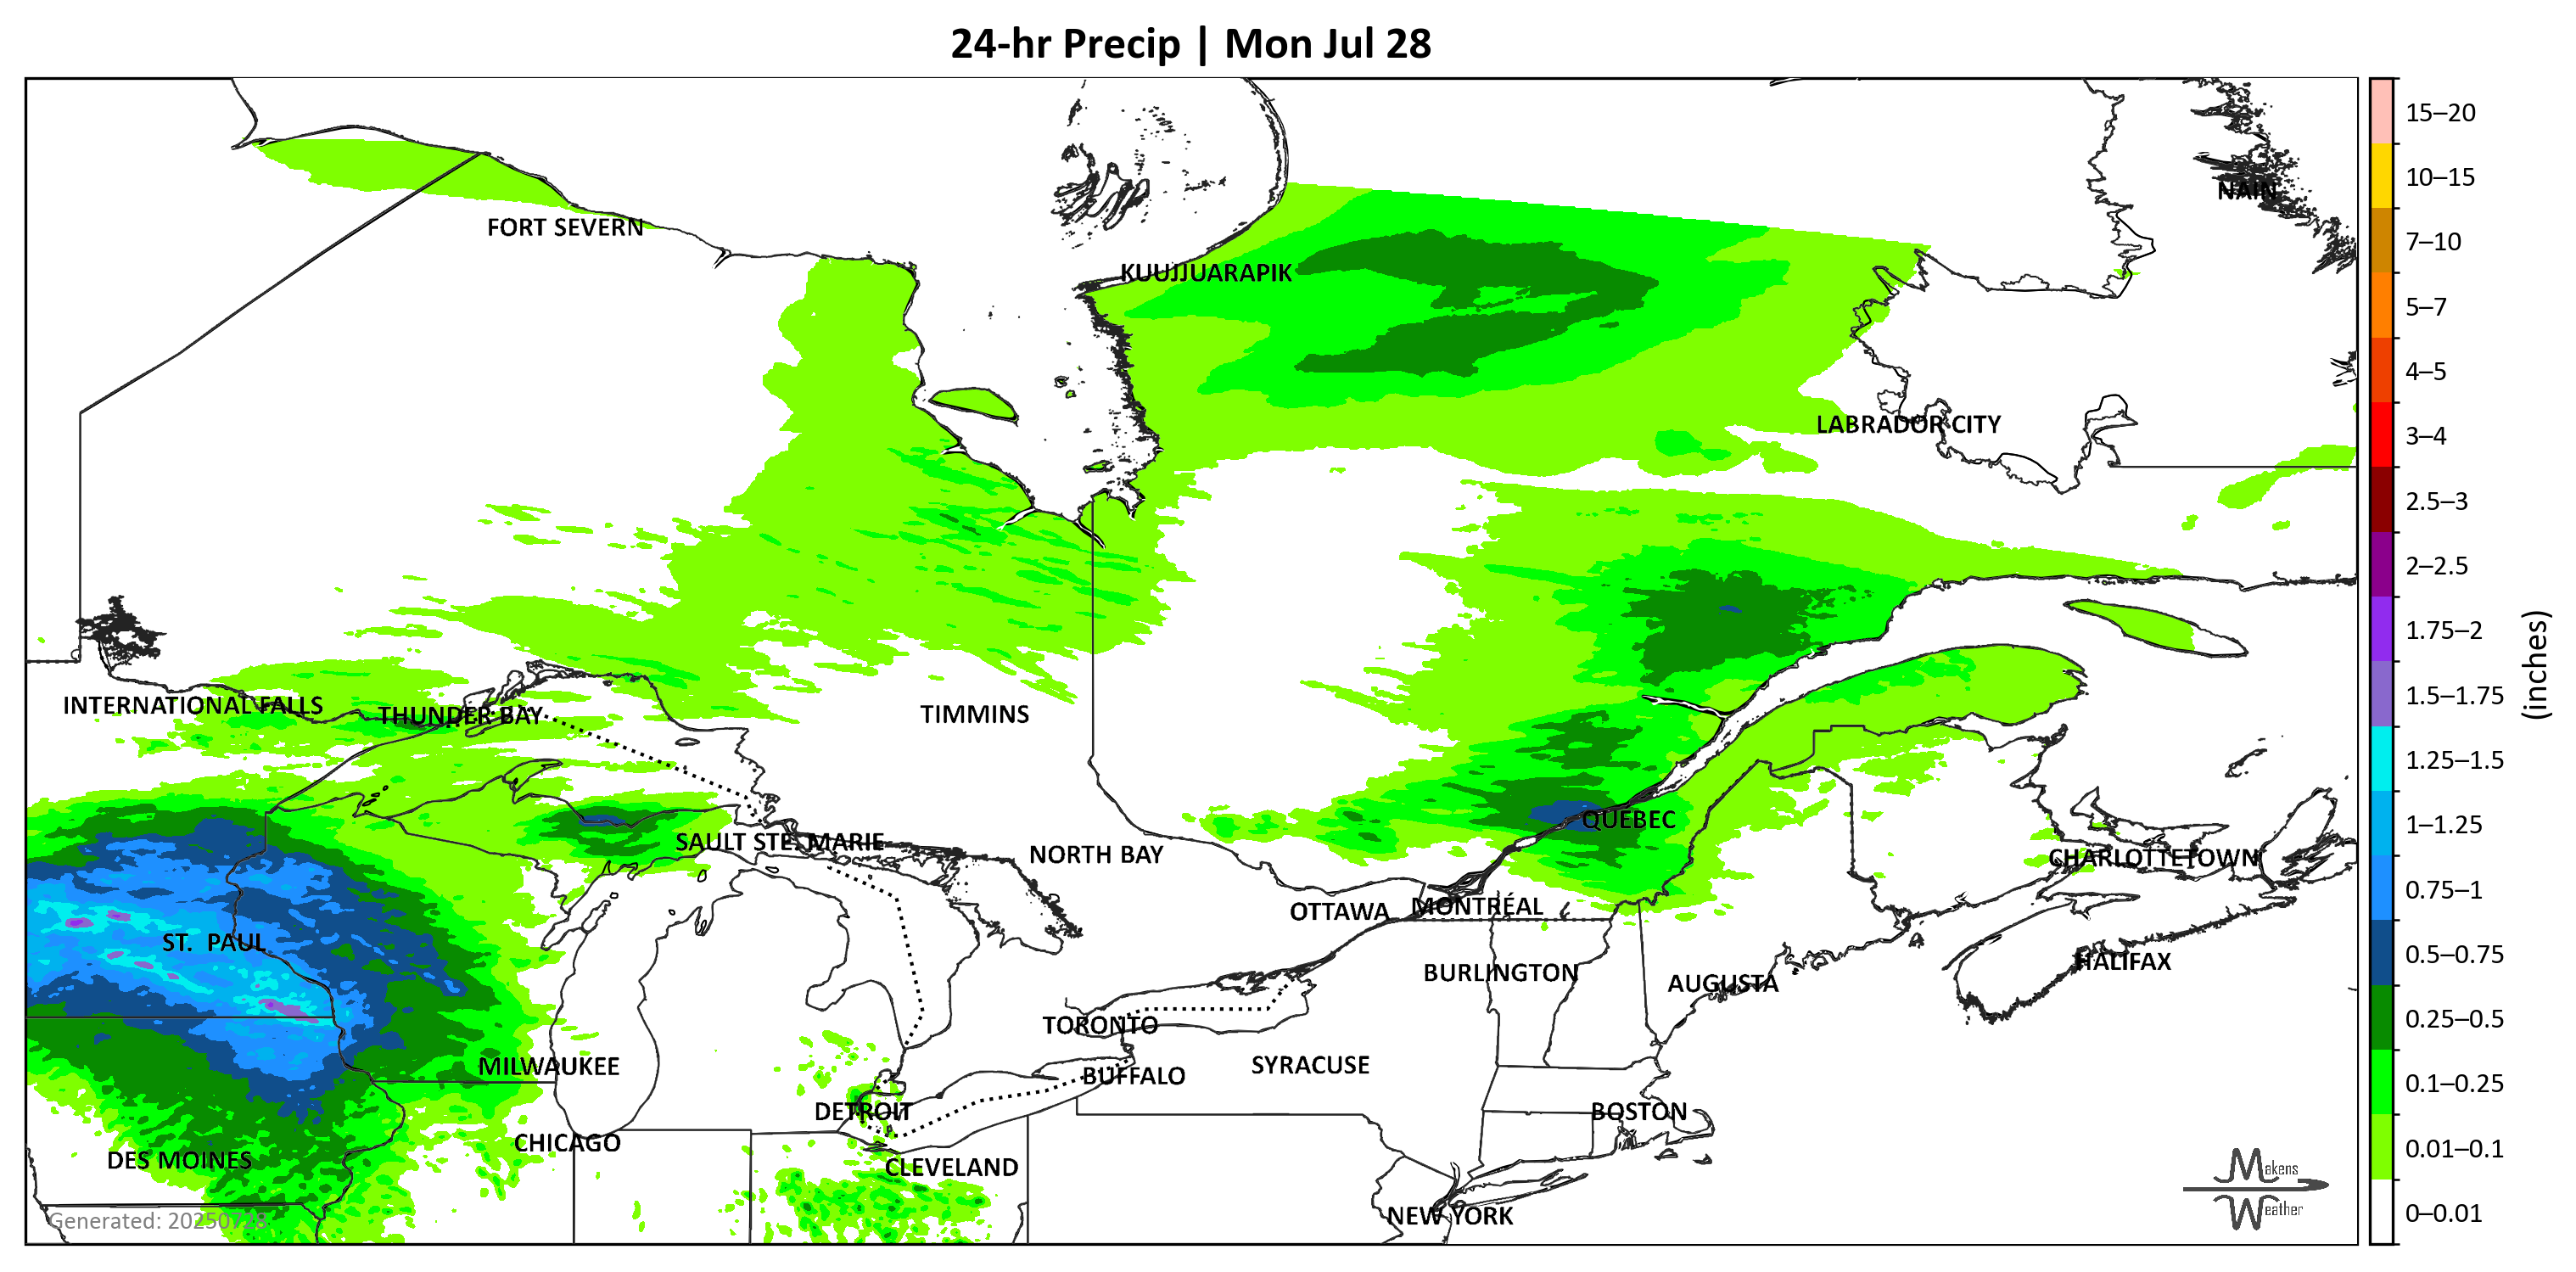 24-hr Precip | Mon Jul 28
NAIN
FORT SEVERN
KUUJJUARAPIK
LABRADOR CITY
INTERNATIONAL FALLS
THUNDER BAY
TIMMINS
QUEBEC
SAULT STE. MARIE
NORTH BAY
CHARLOTTETOWN
OTTAWA
MONTRÉAL
ST. PAUL
HALIFAX
BURLINGTON
AUGUSTA
TORONTO
SYRACUSE
MILWAUKEE
BUFFALO
DETROIT
BOSTON
CHICAGO
DES MOINES
CLEVELAND
NEW YORK
Generated: 20250728
Makens
Weather
15–20
10–15
7–10
5–7
4–5
3–4
2.5–3
2–2.5
1.75–2
1.5–1.75
1.25–1.5
1–1.25
0.75–1
0.5–0.75
0.25–0.5
0.1–0.25
0.01–0.1
0–0.01
(inches)